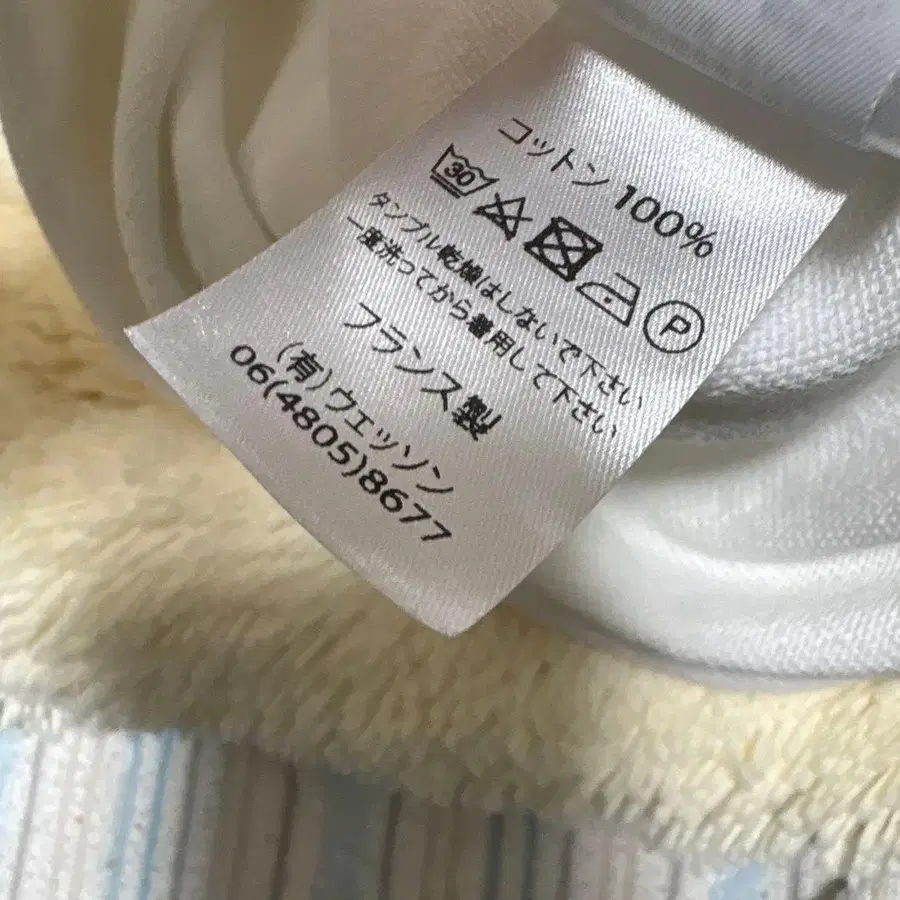 コットン 100%
30
P
タンブル乾燥はしないで下さい
一度洗ってから着用して下さい
フランス製
(有)ウエッソン
06(4805)8677